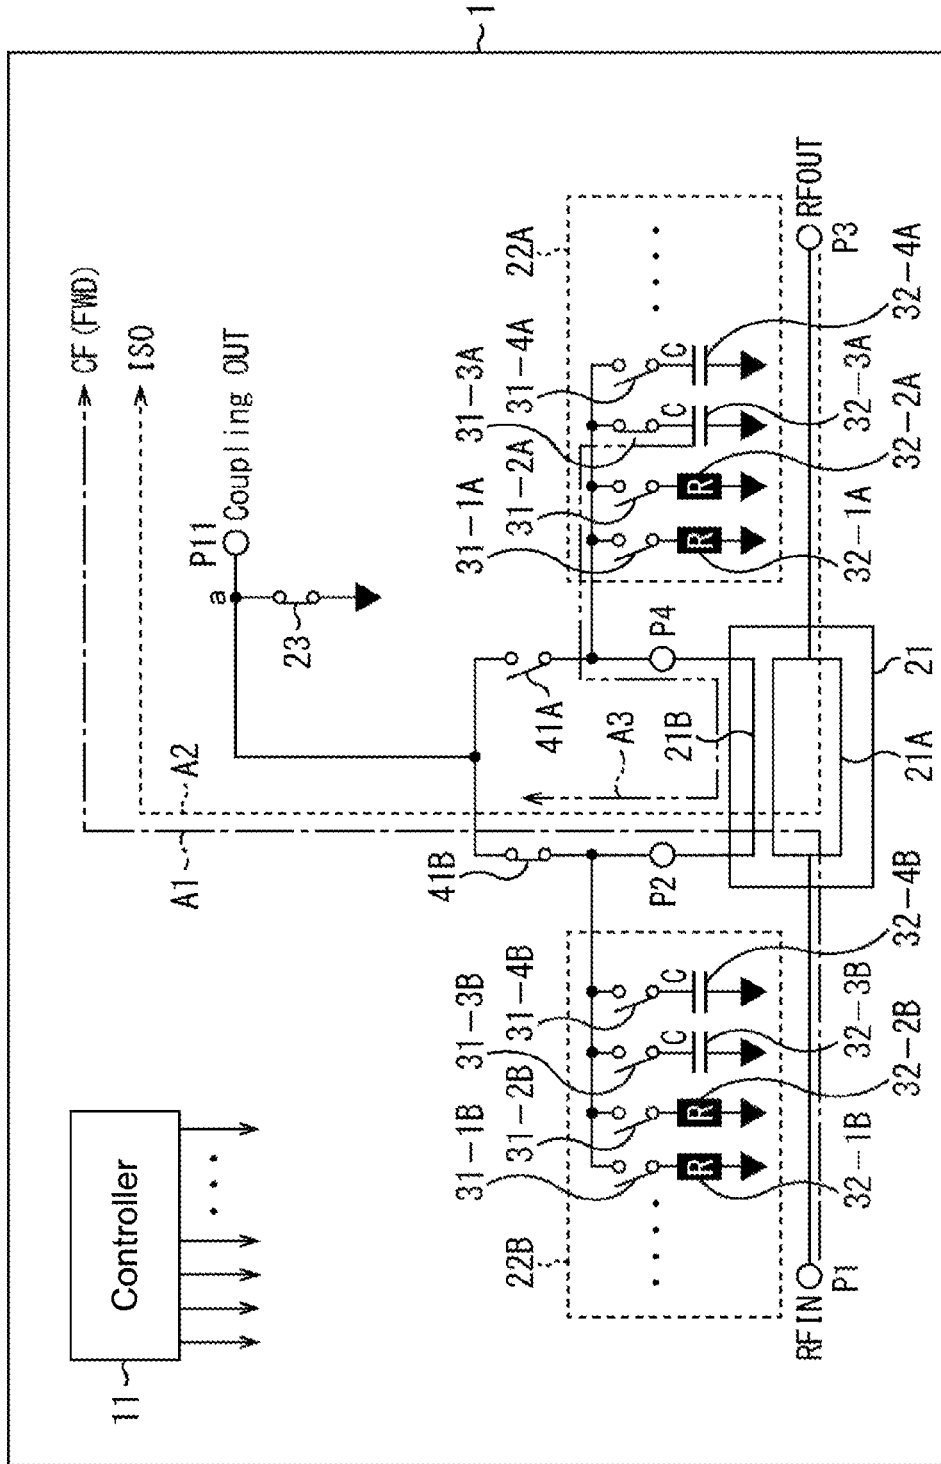 1
CF(FWD)
ISO
A1
A2
P11
Coupling OUT
a
23
Controller
11
41A
41B
A3
22A
31-1A
31-2A
31-3A
31-4A
C
C
R
R
32-1A
32-2A
32-3A
32-4A
P4
P2
21B
21
21A
RFOUT
P3
22B
31-1B
31-2B
31-3B
31-4B
C
C
R
R
32-1B
32-2B
32-3B
32-4B
RFIN
P1